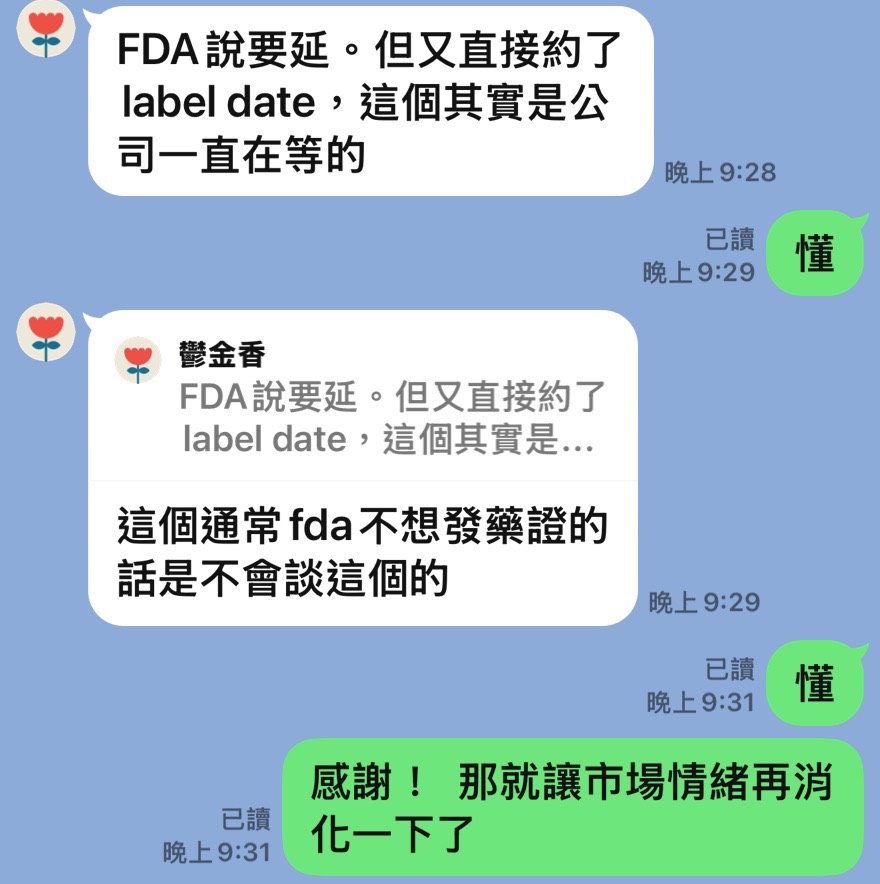 FDA說要延。但又直接約了
label date，這個其實是公
司一直在等的
晚上 9:28
已讀
晚上 9:29
懂
鬱金香
FDA說要延。但又直接約了
label date，這個其實是...
這個通常fda不想發藥證的
話是不會談這個的
晚上 9:29
已讀
晚上 9:31
懂
感謝！ 那就讓市場情緒再消
化一下了
已讀
晚上 9:31